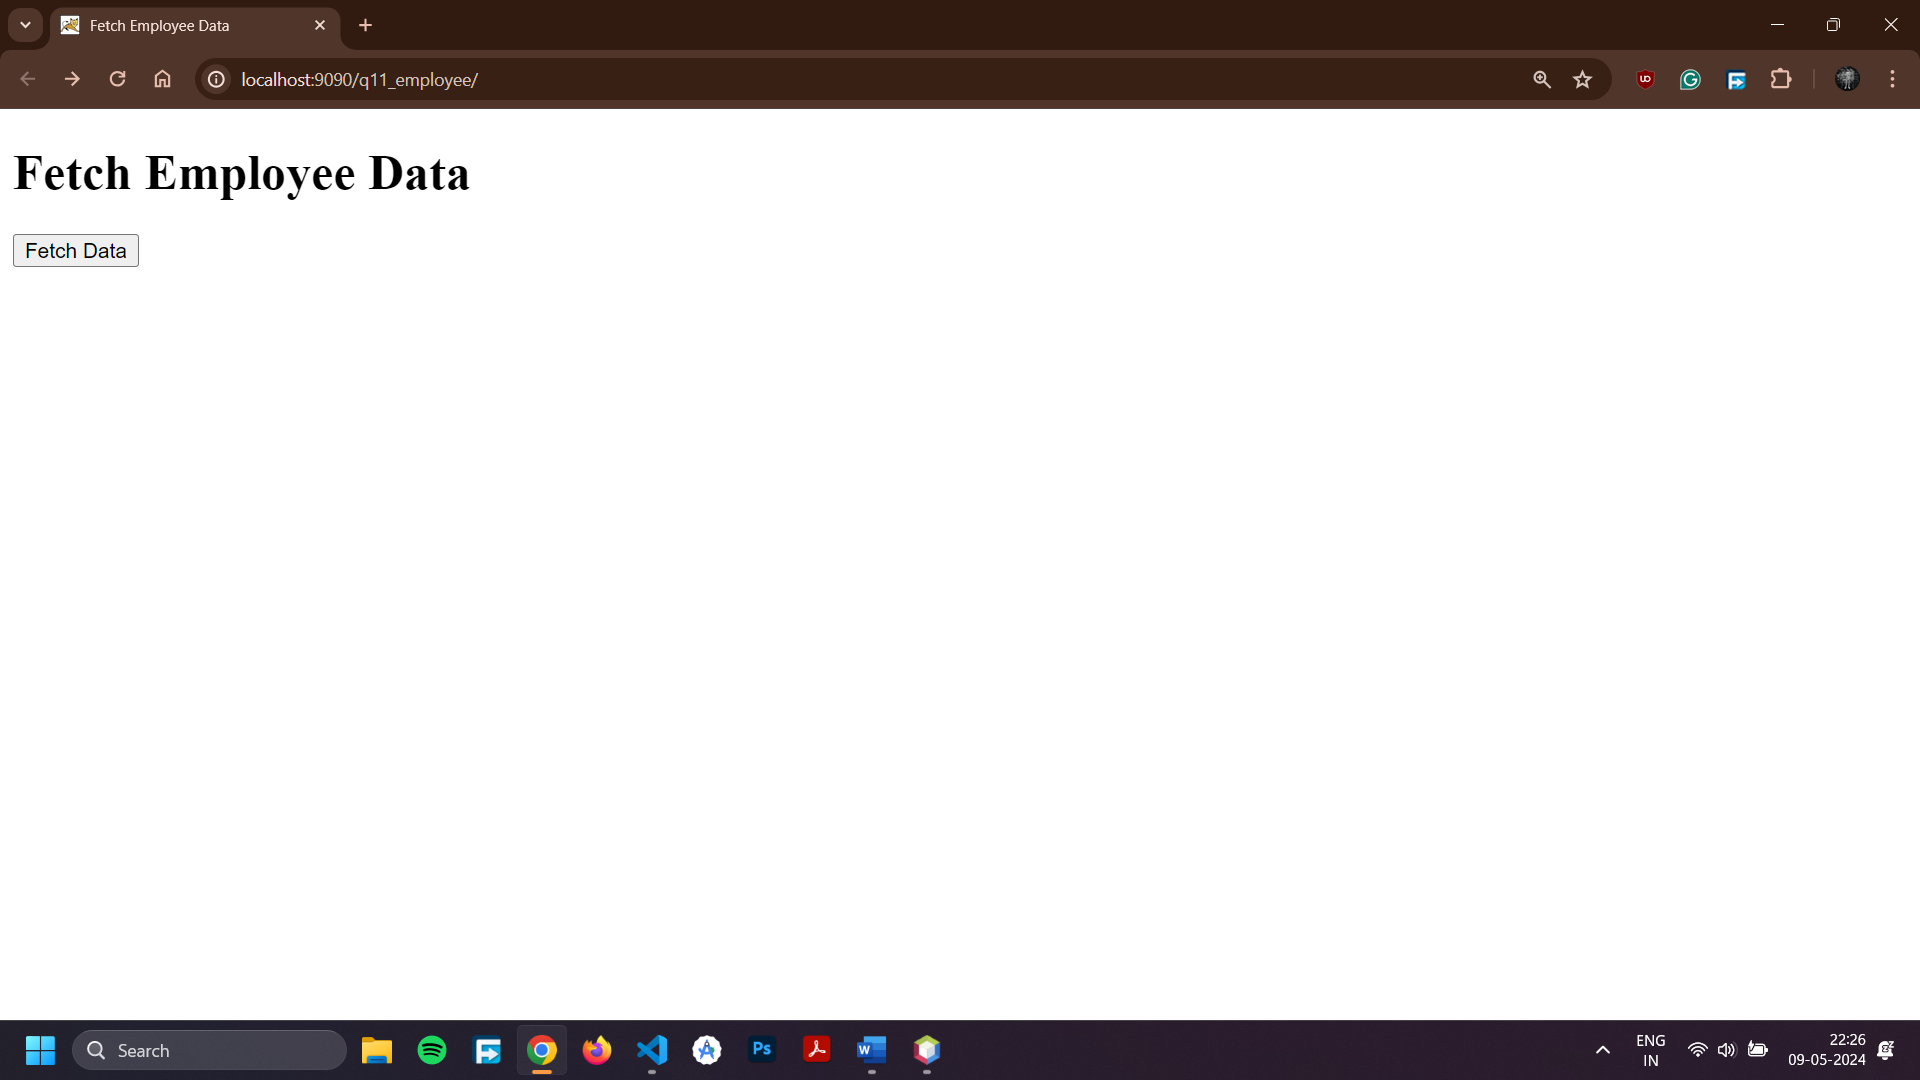 Fetch Employee Data
localhost:9090/q11_employee/
Fetch Employee Data
Fetch Data
Search
Ps
W
ENG
IN
22:26
09-05-2024